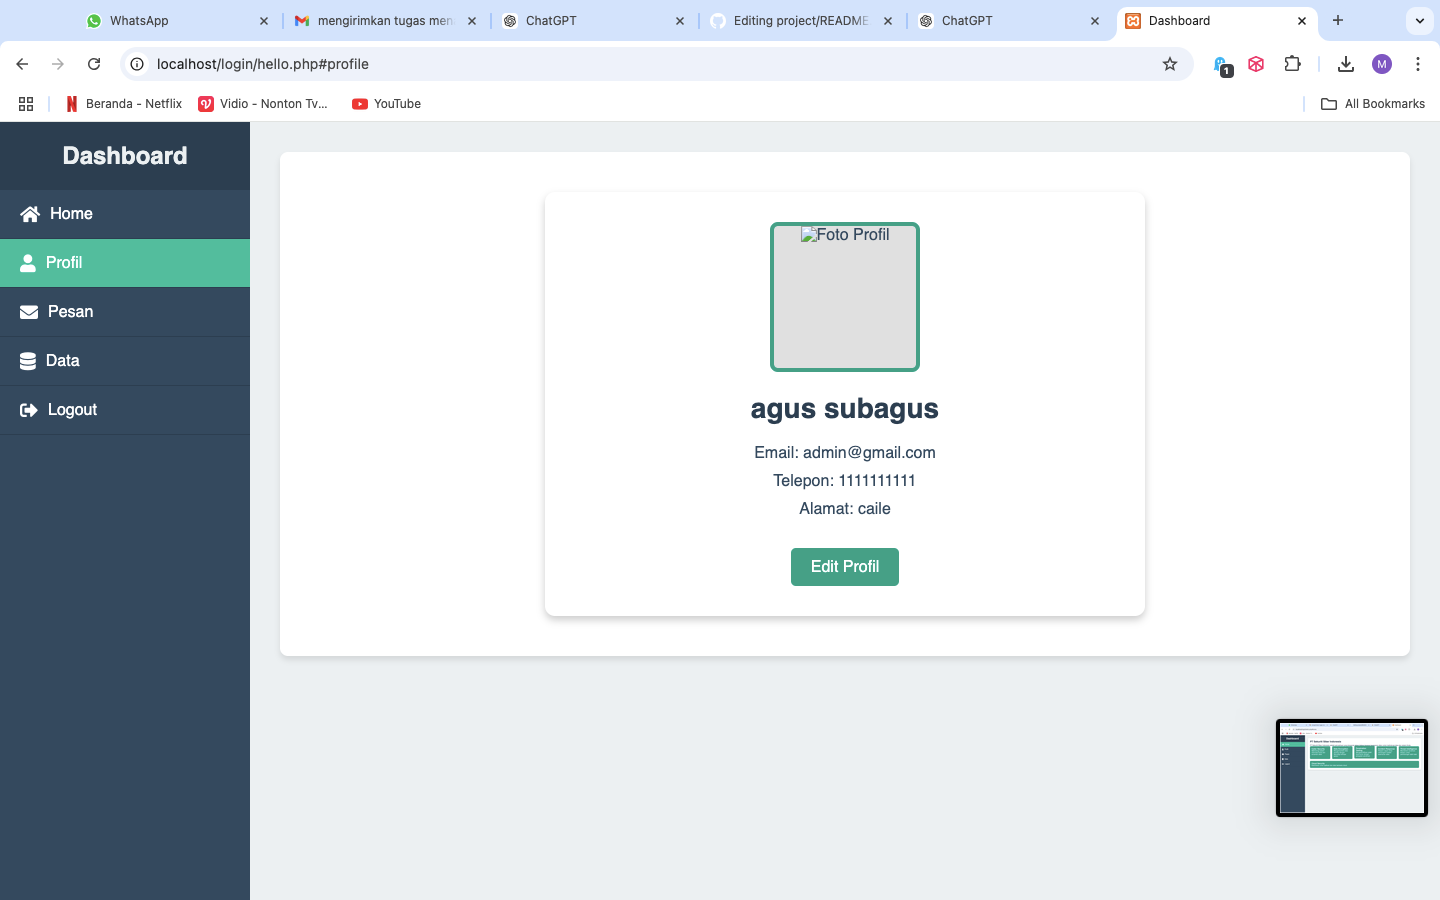 WhatsApp
mengirimkan tugas men
ChatGPT
Editing project/README
ChatGPT
Dashboard
localhost/login/hello.php#profile
1
M
Beranda - Netflix
Vidio - Nonton Tv...
YouTube
All Bookmarks
Dashboard
Home
Profil
Pesan
Data
Logout
Foto Profil
agus subagus
Email: admin@gmail.com
Telepon: 1111111111
Alamat: caile
Edit Profil